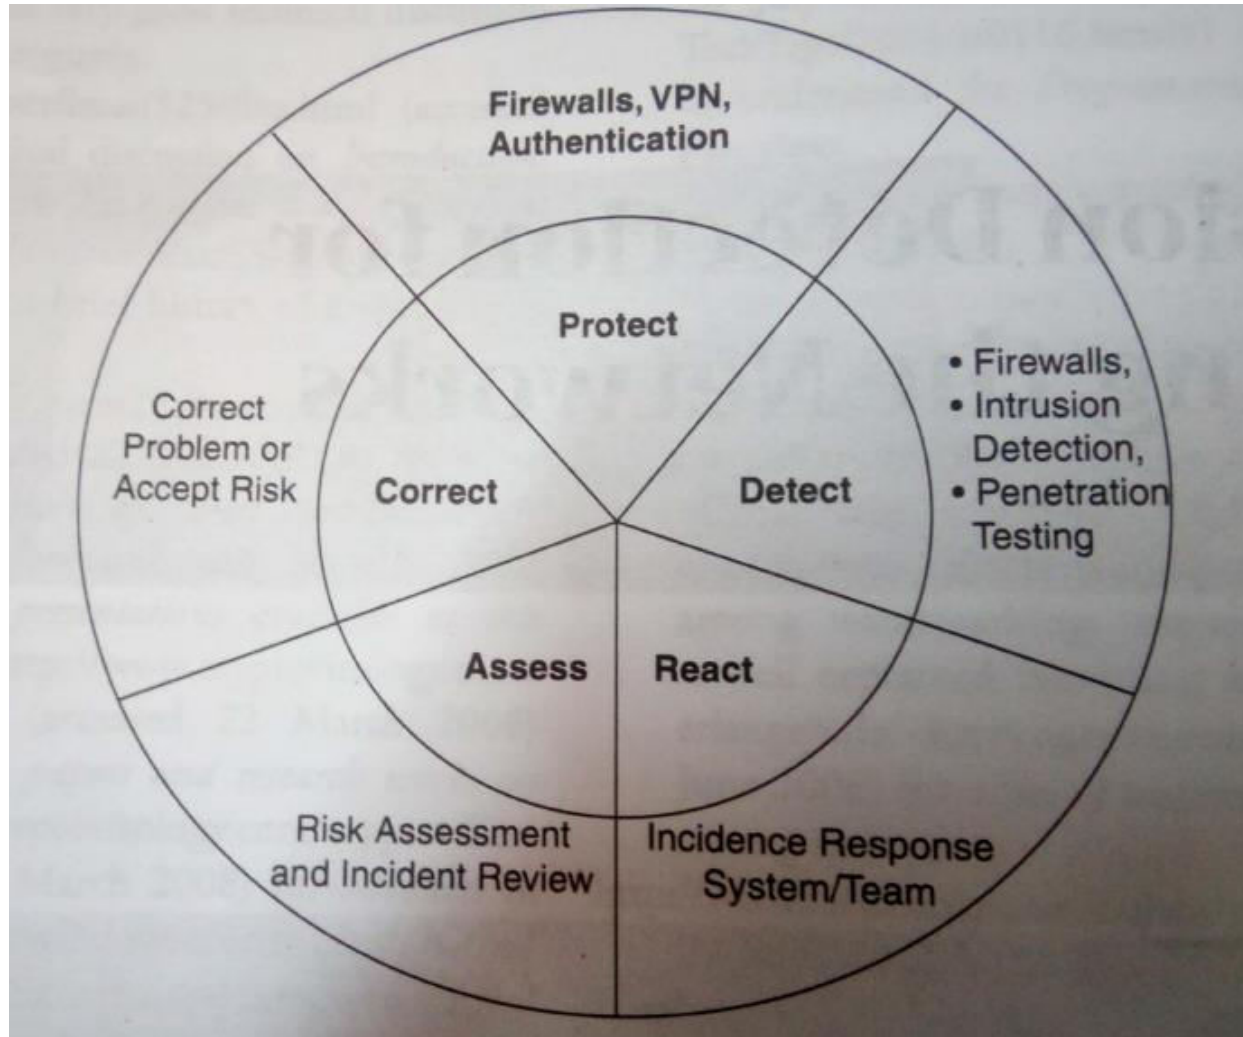 Firewalls, VPN,
Authentication
Protect
• Firewalls,
• Intrusion
Detection,
• Penetration
Testing
Detect
Correct
Problem or
Accept Risk
Correct
Assess
React
Risk Assessment
and Incident Review
Incidence Response
System/Team